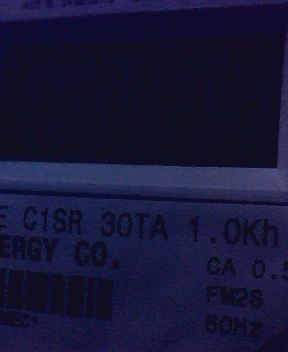 E C1SR 30TA 1.0Kh
ERGY CO.
CA 0.5
FM2S
60Hz